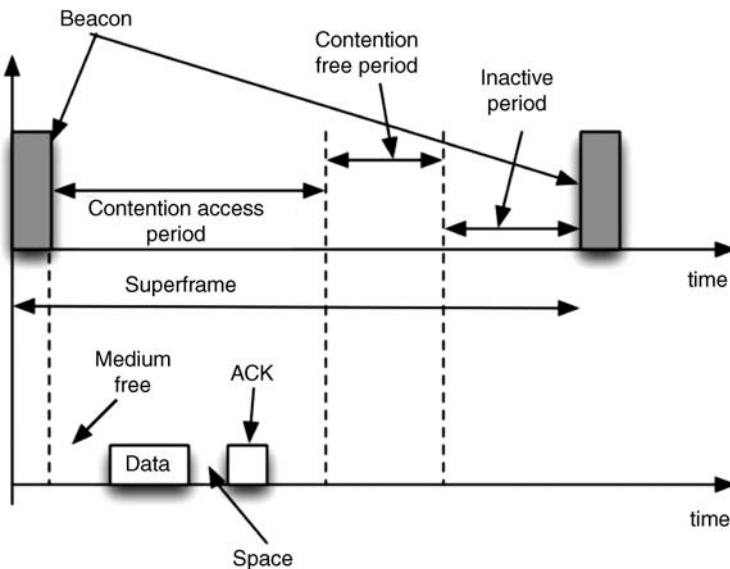 Beacon
Contention
free period
Inactive
period
Contention access
period
time
Superframe
Medium
free
ACK
Data
time
Space